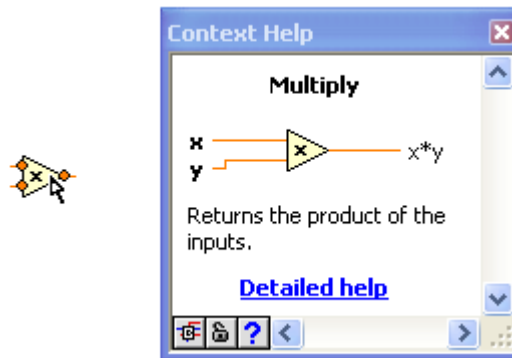 Context Help
Multiply
x
y
x*y
Returns the product of the
inputs.
Detailed help
?